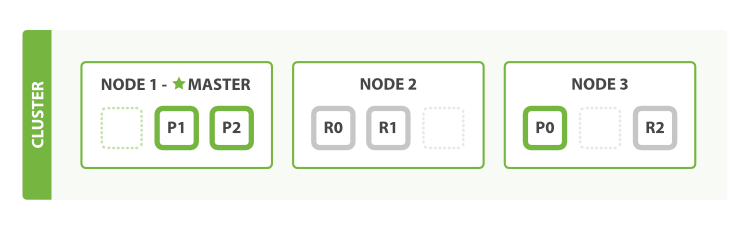 CLUSTER
NODE 1 - ★ MASTER
P1 P2
NODE 2
R0 R1
NODE 3
P0 R2